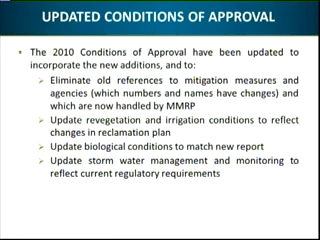 UPDATED CONDITIONS OF APPROVAL
The 2010 Conditions of Approval have been updated to
incorporate the new additions, and to:
Eliminate old references to mitigation measures and
agencies (which numbers and names have changes) and
which are now handled by MMRP
Update revegetation and irrigation conditions to reflect
changes in reclamation plan
Update biological conditions to match new report
Update storm water management and monitoring to
reflect current regulatory requirements